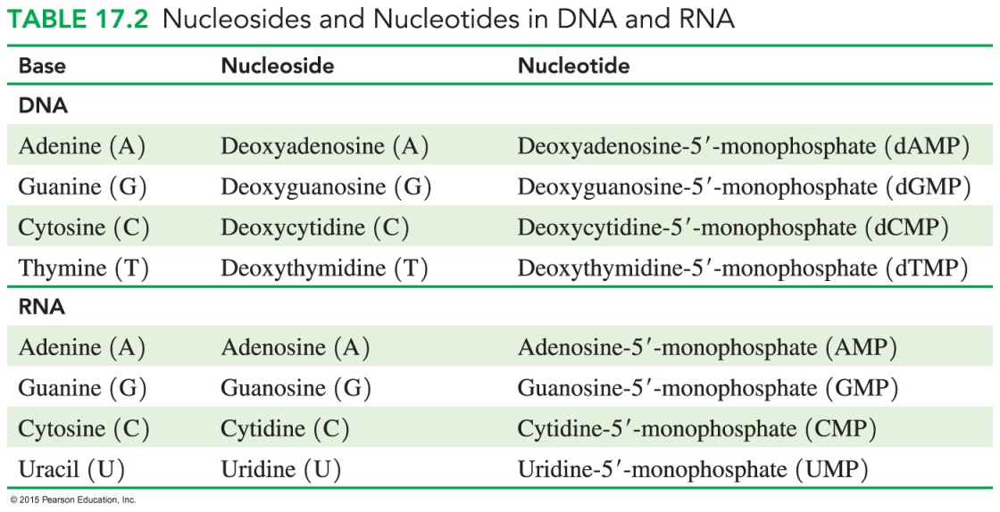 TABLE 17.2 Nucleosides and Nucleotides in DNA and RNA
Base Nucleoside Nucleotide
DNA
Adenine (A) Deoxyadenosine (A) Deoxyadenosine-5′-monophosphate (dAMP)
Guanine (G) Deoxyguanosine (G) Deoxyguanosine-5′-monophosphate (dGMP)
Cytosine (C) Deoxycytidine (C) Deoxycytidine-5′-monophosphate (dCMP)
Thymine (T) Deoxythymidine (T) Deoxythymidine-5′-monophosphate (dTMP)
RNA
Adenine (A) Adenosine (A) Adenosine-5′-monophosphate (AMP)
Guanine (G) Guanosine (G) Guanosine-5′-monophosphate (GMP)
Cytosine (C) Cytidine (C) Cytidine-5′-monophosphate (CMP)
Uracil (U) Uridine (U) Uridine-5′-monophosphate (UMP)
© 2015 Pearson Education, Inc.